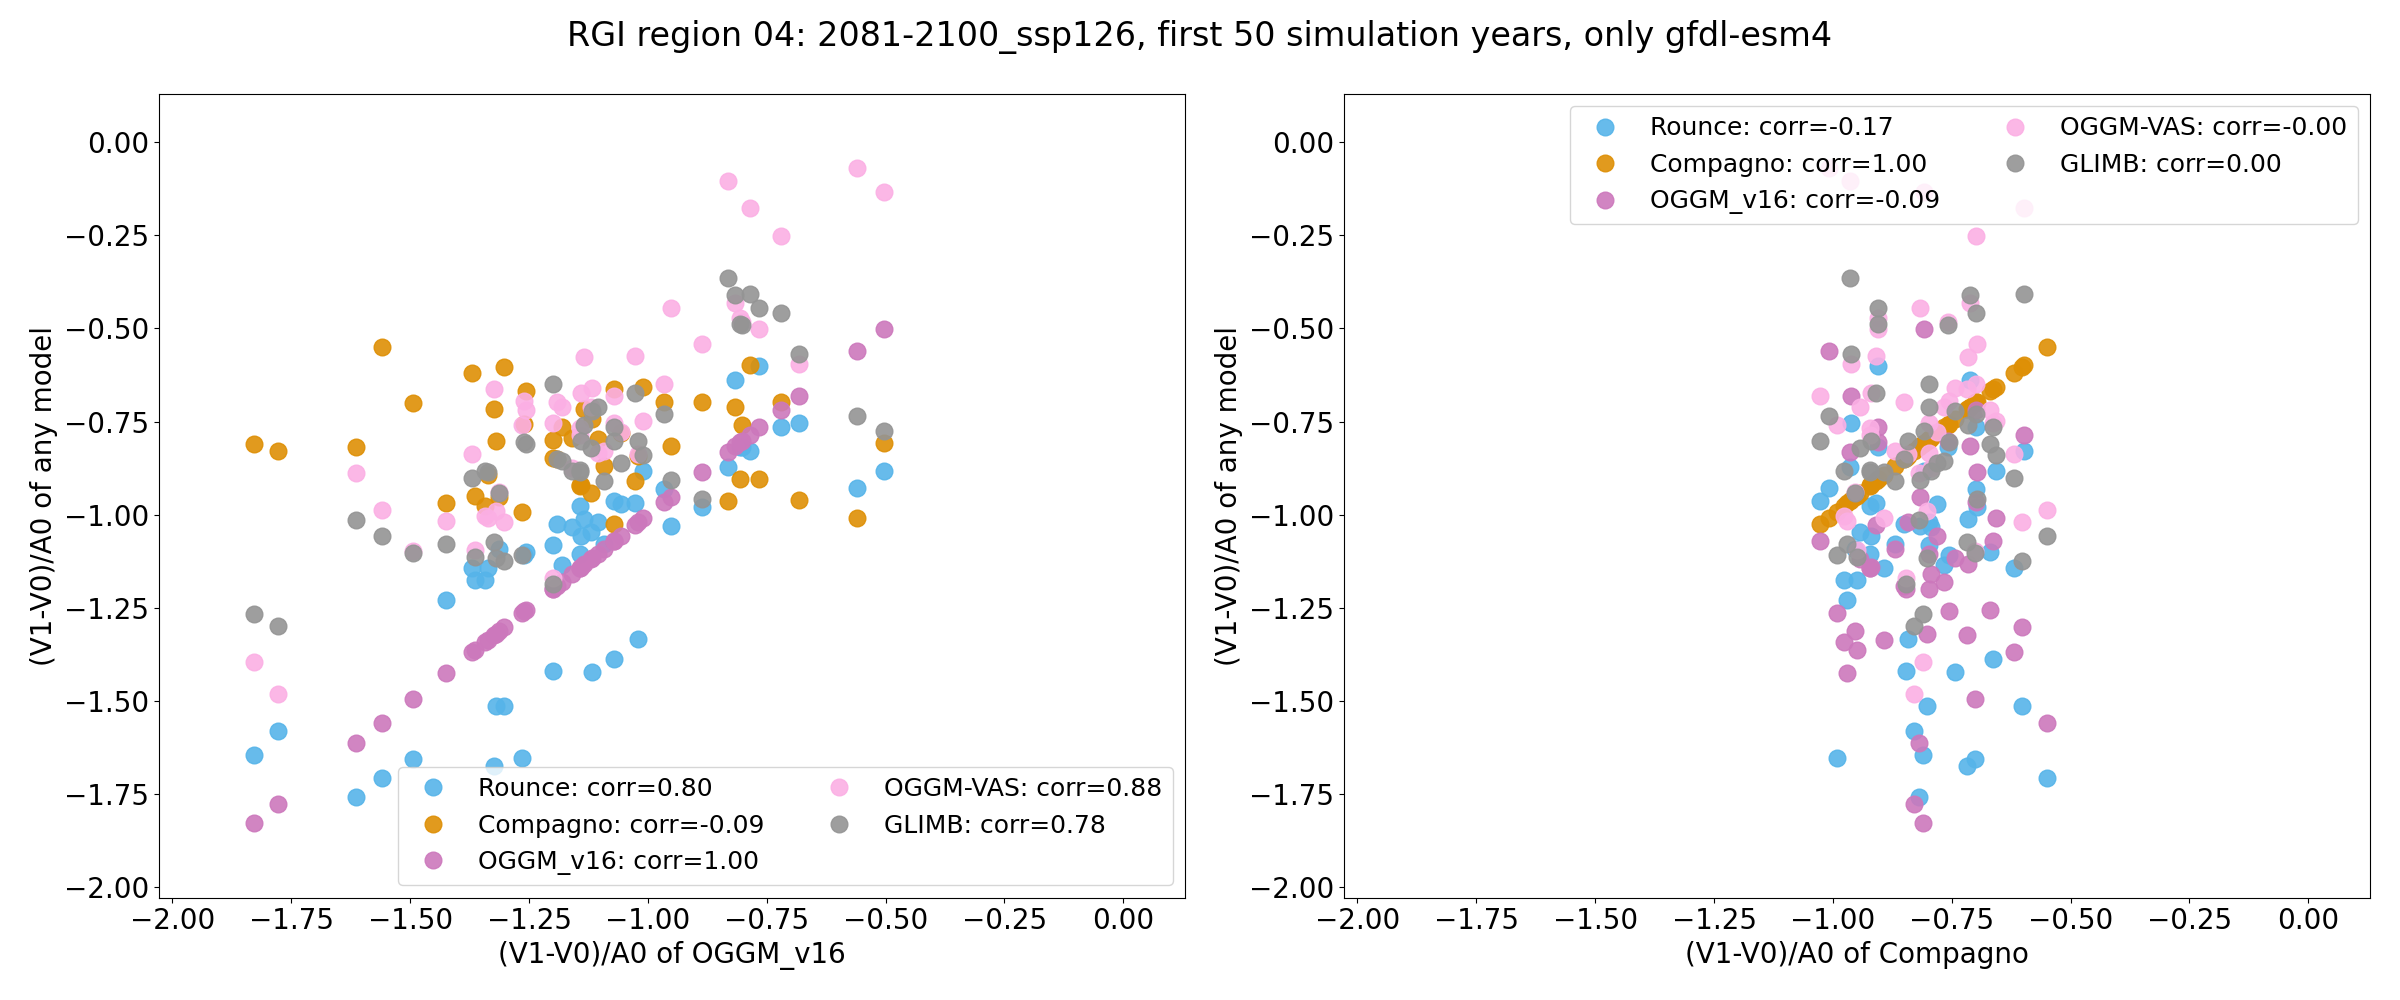 RGI region 04: 2081-2100_ssp126, first 50 simulation years, only gfdl-esm4
(V1-V0)/A0 of any model
0.00
−0.25
−0.50
−0.75
−1.00
−1.25
−1.50
−1.75
−2.00
Rounce: corr=0.80
Compagno: corr=-0.09
OGGM_v16: corr=1.00
OGGM-VAS: corr=0.88
GLIMB: corr=0.78
−2.00 −1.75 −1.50 −1.25 −1.00 −0.75 −0.50 −0.25 0.00
(V1-V0)/A0 of OGGM_v16
(V1-V0)/A0 of any model
0.00
−0.25
−0.50
−0.75
−1.00
−1.25
−1.50
−1.75
−2.00
Rounce: corr=-0.17
Compagno: corr=1.00
OGGM_v16: corr=-0.09
OGGM-VAS: corr=-0.00
GLIMB: corr=0.00
−2.00 −1.75 −1.50 −1.25 −1.00 −0.75 −0.50 −0.25 0.00
(V1-V0)/A0 of Compagno